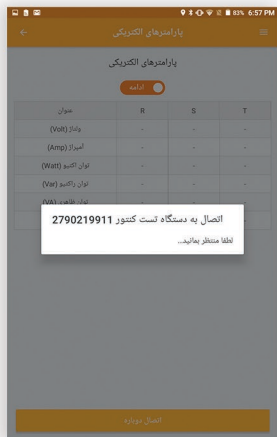 83% 6:57 PM
پارامترهای الکتریکی
پارامترهای الکتریکی
ادامه
عنوان R S T
ولتاژ (Volt) - - -
آمپراژ (Amp) - - -
توان اکتیو (Watt) - - -
توان راکتیو (Var) - - -
توان ظاهری (VA)
اتصال به دستگاه تست کنتور 2790219911
لطفا منتظر بمانید...
اتصال دوباره